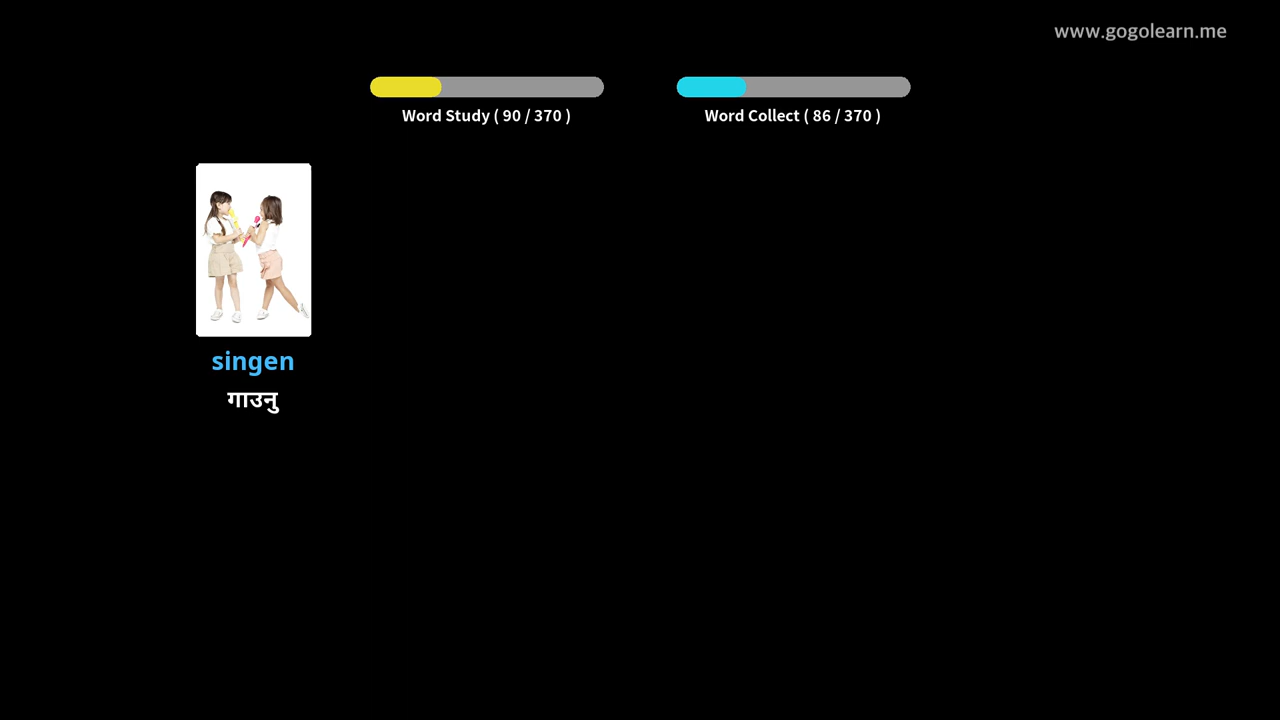 www.gogolearn.me
Word Study ( 90 / 370 )
Word Collect ( 86 / 370 )
singen
गाउनु